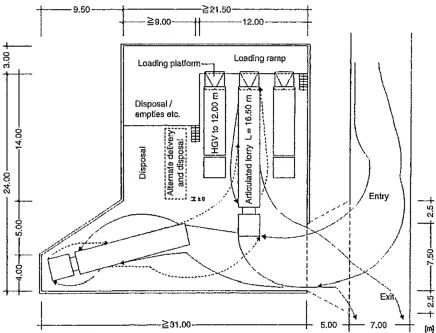 9.50
≧21.50
≧9.00
12.00
3.00
Loading platform
Loading ramp
Disposal /
empties etc.
HGV to 12.00 m
Articulated lorry L = 16.50 m
14.00
24.00
Disposal
Alternate delivery
and disposal
± 0
Entry
2.5
5.00
7.50
4.00
Exit
2.5
≧31.00
5.00
7.00
[m]